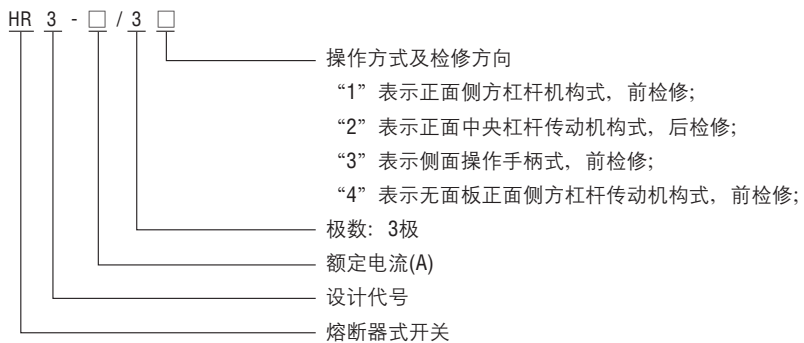 HR 3 - □ / 3 □
操作方式及检修方向
“1”表示正面侧方杠杆机构式，前检修;
“2”表示正面中央杠杆传动机构式，后检修;
“3”表示侧面操作手柄式，前检修;
“4”表示无面板正面侧方杠杆传动机构式，前检修;
极数：3极
额定电流(A)
设计代号
熔断器式开关